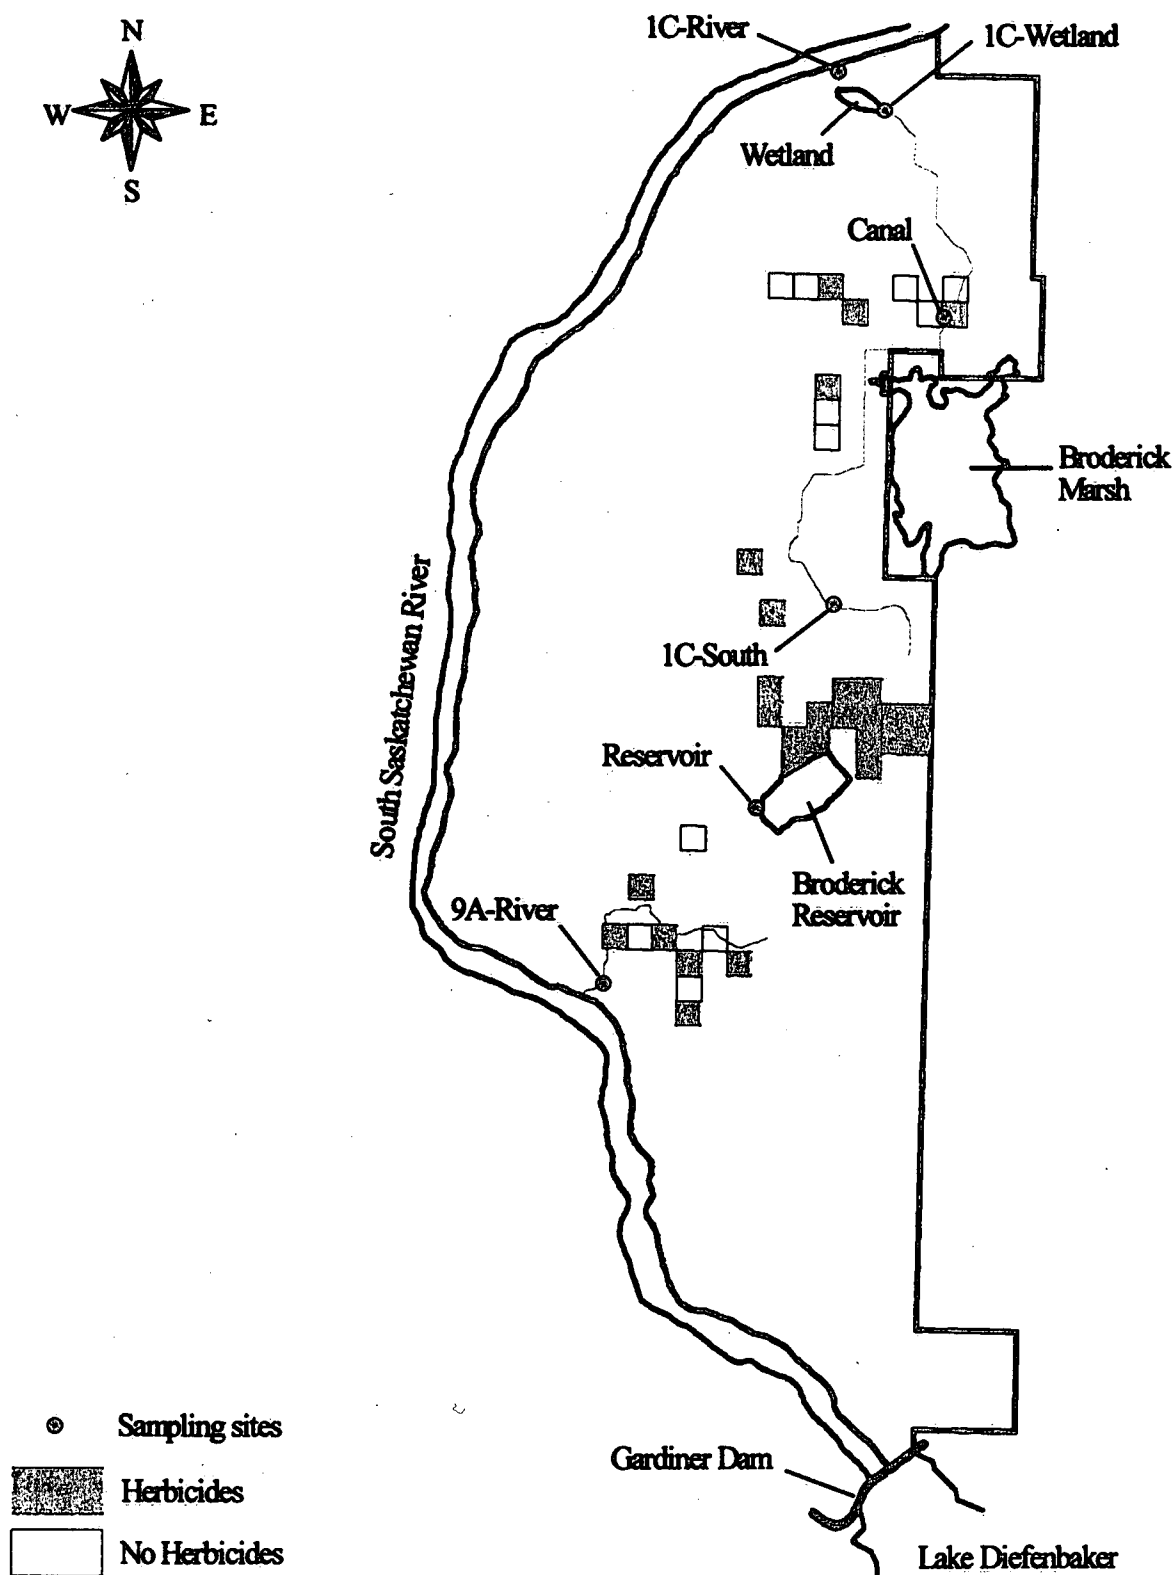 N
1C-River
1C-Wetland
W
E
Wetland
S
Canal
Broderick
Marsh
South Saskatchewan River
1C-South
Reservoir
Broderick
Reservoir
9A-River
Sampling sites
Gardiner Dam
Herbicides
No Herbicides
Lake Diefenbaker